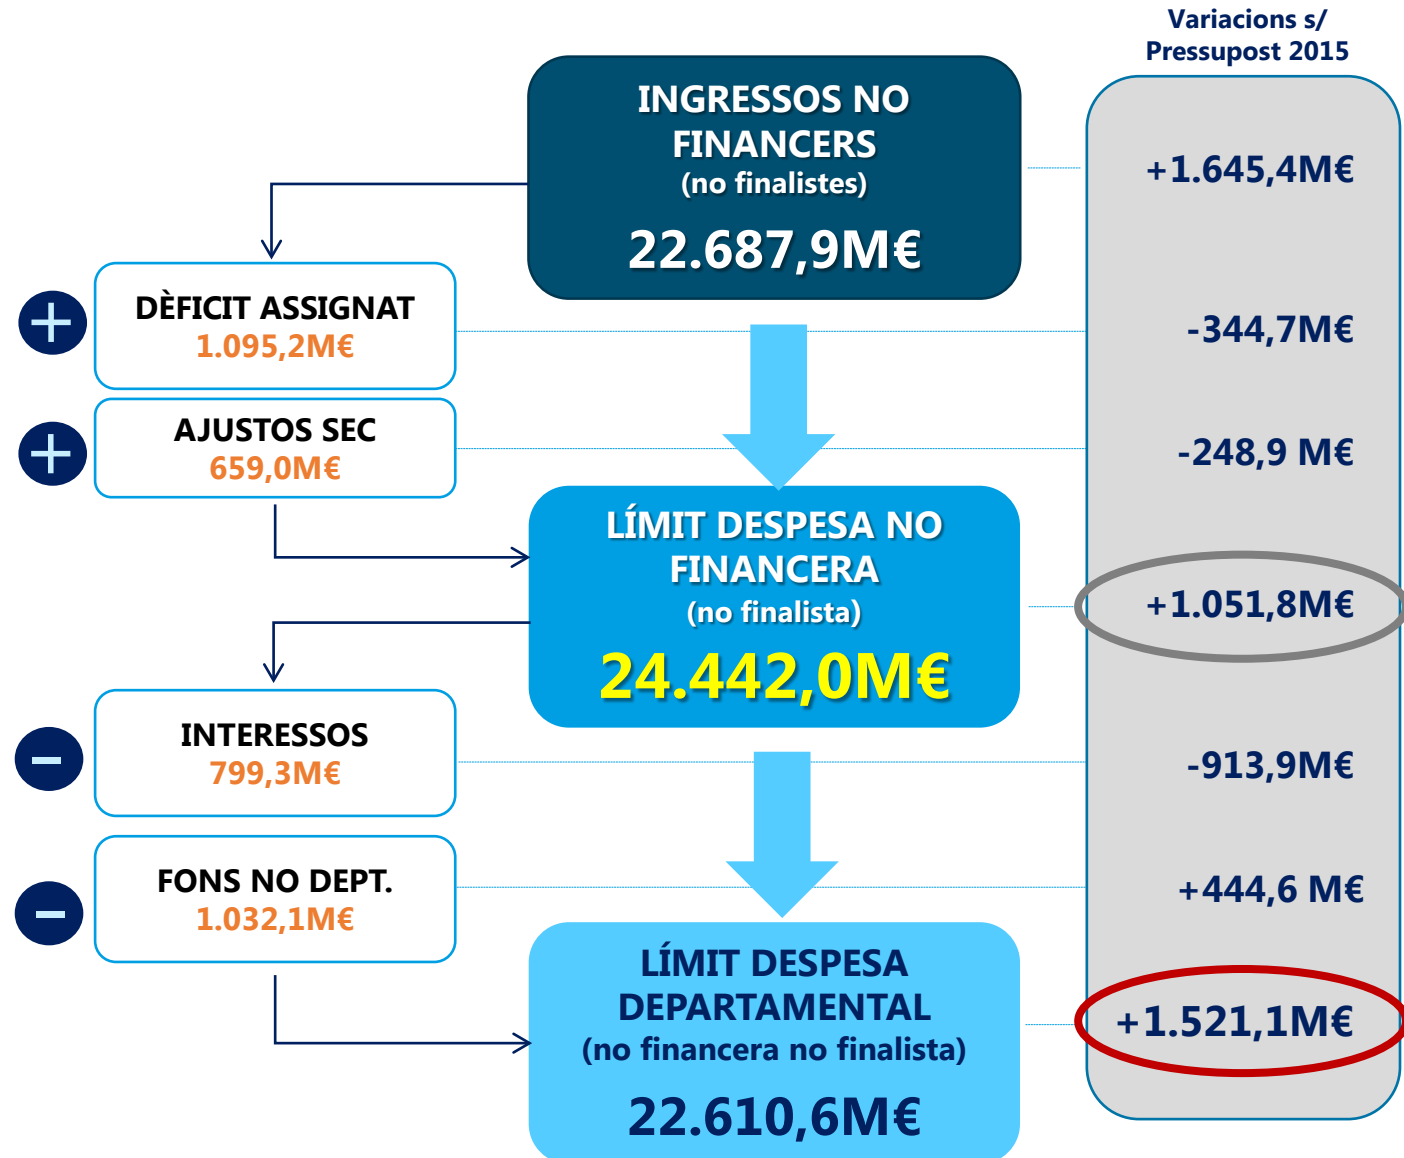 Variacions s/
Pressupost 2015
INGRESSOS NO
FINANCERS
(no finalistes)
22.687,9M€
+1.645,4M€
+
DÈFICIT ASSIGNAT
1.095,2M€
-344,7M€
+
AJUSTOS SEC
659,0M€
-248,9 M€
LÍMIT DESPESA NO
FINANCERA
(no finalista)
24.442,0M€
+1.051,8M€
-
INTERESSOS
799,3M€
-913,9M€
-
FONS NO DEPT.
1.032,1M€
+444,6 M€
LÍMIT DESPESA
DEPARTAMENTAL
(no financera no finalista)
22.610,6M€
+1.521,1M€